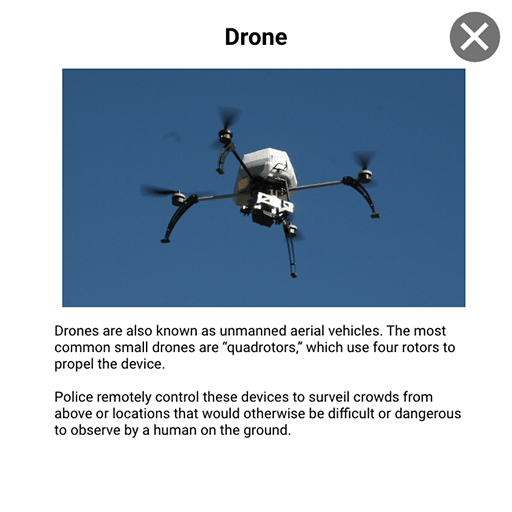 Drone
Drones are also known as unmanned aerial vehicles. The most
common small drones are “quadrotors,” which use four rotors to
propel the device.
Police remotely control these devices to surveil crowds from
above or locations that would otherwise be difficult or dangerous
to observe by a human on the ground.